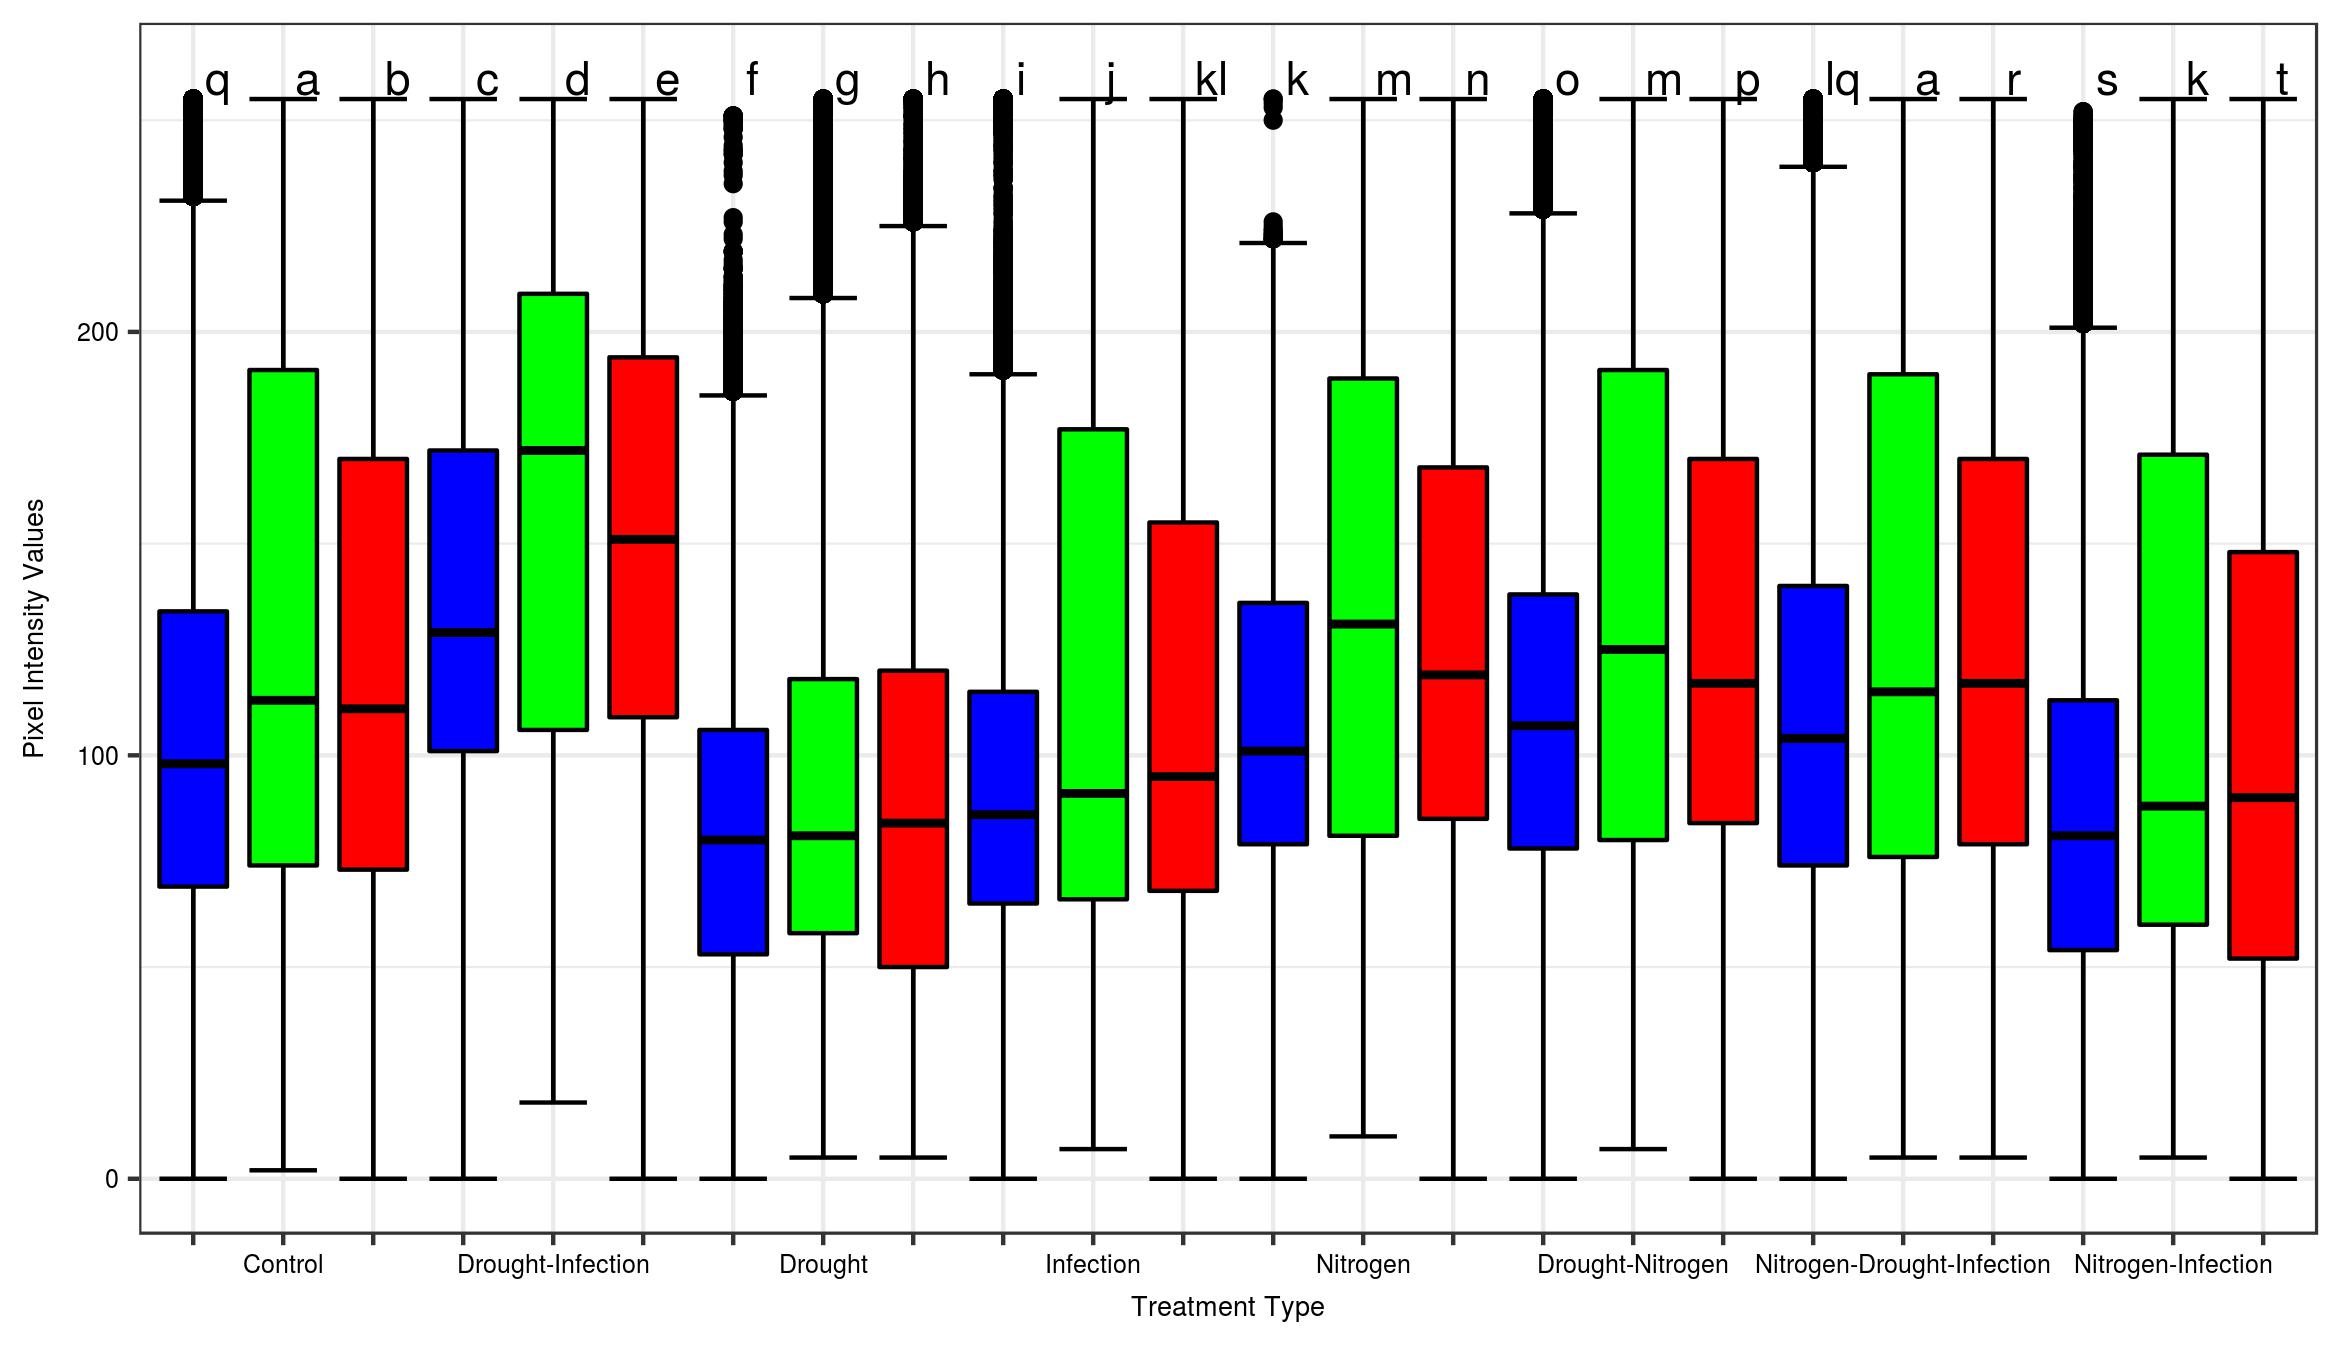 q a b c d e f g h i j kl k m n o m p lq a r s k t
200
100
0
Pixel Intensity Values
Control Drought-Infection Drought Infection Nitrogen Drought-Nitrogen Nitrogen-Drought-Infection Nitrogen-Infection
Treatment Type